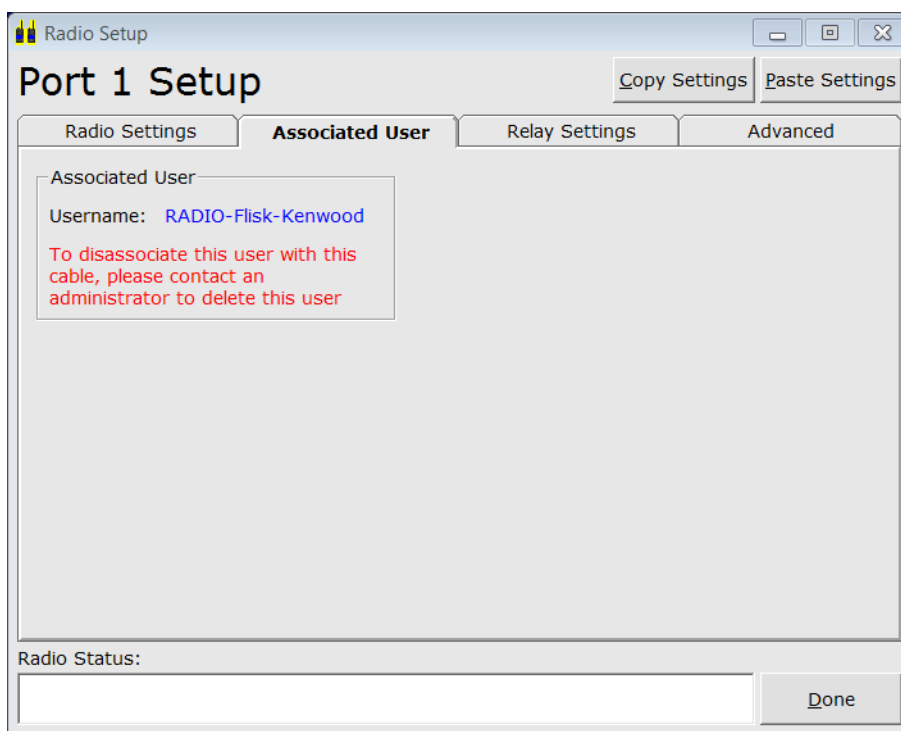 Radio Setup
Port 1 Setup
Copy Settings
Paste Settings
Radio Settings
Associated User
Relay Settings
Advanced
Associated User
Username: RADIO-Flisk-Kenwood
To disassociate this user with this
cable, please contact an
administrator to delete this user
Radio Status:
Done